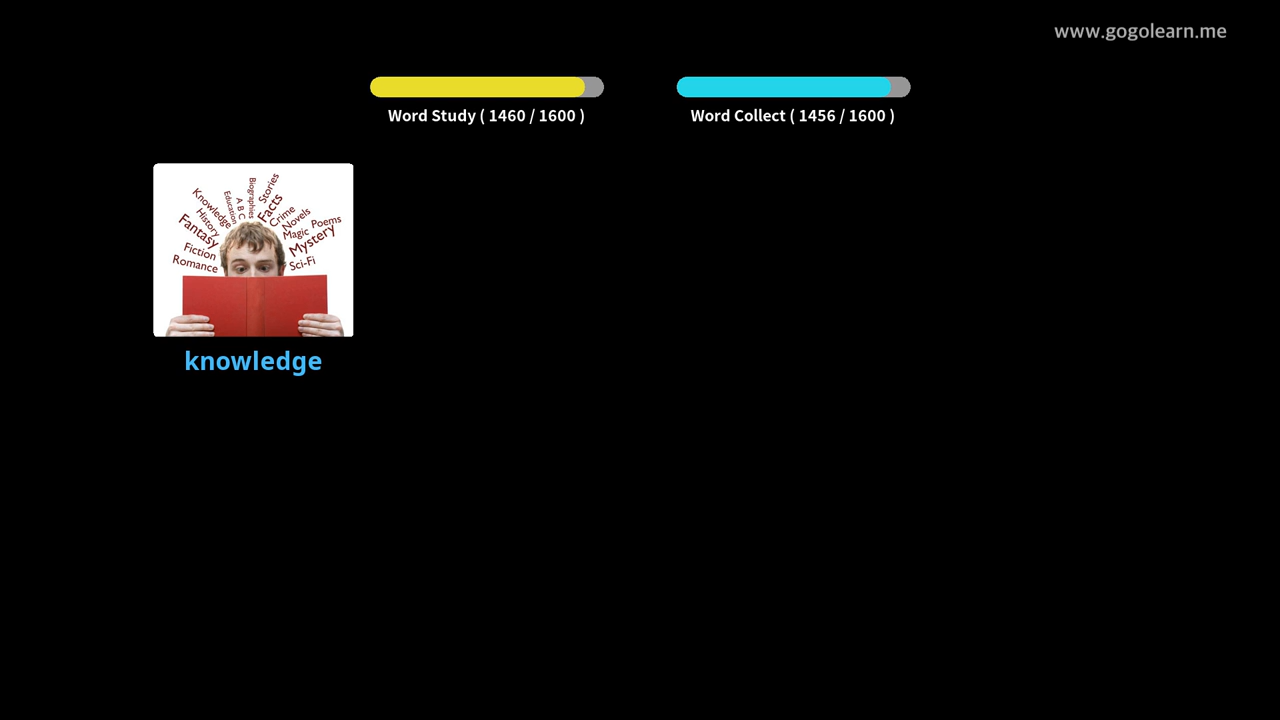 www.gogolearn.me
Word Study ( 1460 / 1600 )
Word Collect ( 1456 / 1600 )
Romance
Fiction
Fantasy
History
Knowledge
Education
A B C
Biographies
Stories
Facts
Crime
Novels
Magic
Poems
Mystery
Sci-Fi
knowledge